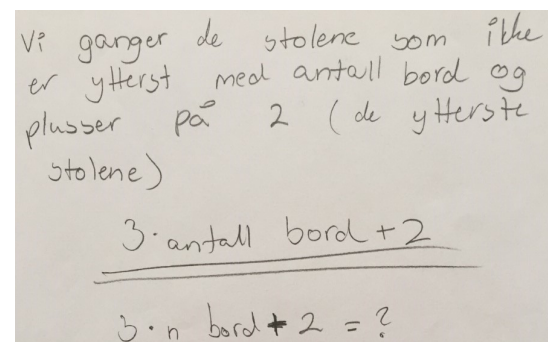 Vi ganger de stolene som ikke
er ytterst med antall bord og
plusser på 2 (de ytterste
stolene)
3・antall bord + 2
3・n bord + 2 = ?